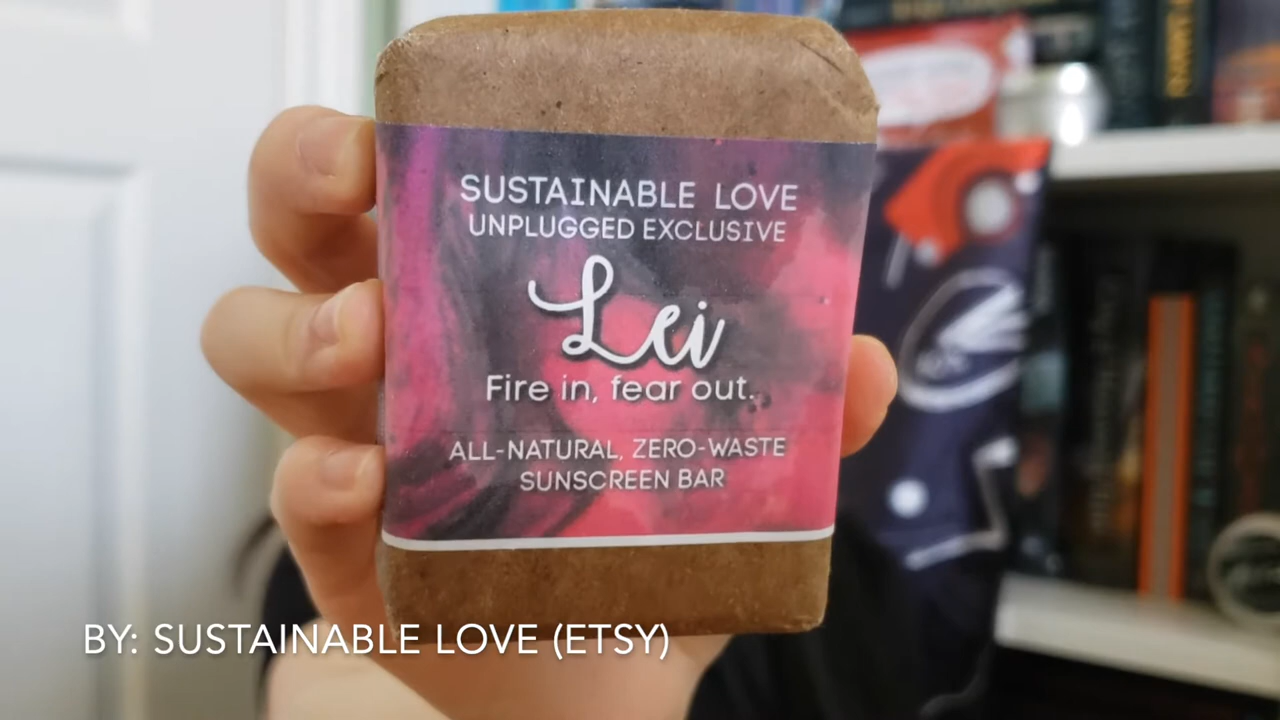 SUSTAINABLE LOVE
UNPLUGGED EXCLUSIVE
Lei
Fire in, fear out.
ALL-NATURAL, ZERO-WASTE
SUNSCREEN BAR
BY: SUSTAINABLE LOVE (ETSY)